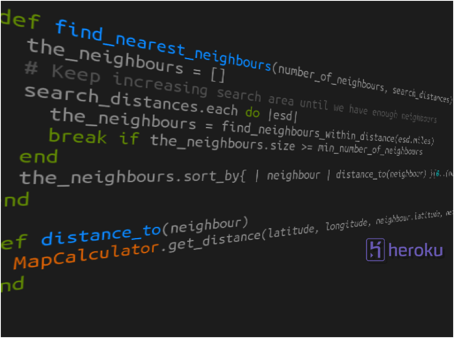 def find_nearest_neighbours(number_of_neighbours, search_distances)
the_neighbours = []
# Keep increasing search area until we have enough neighbours
search_distances.each do |esd|
the_neighbours = find_neighbours_within_distance(esd.miles)
break if the_neighbours.size >= min_number_of_neighbours
end
the_neighbours.sort_by{ | neighbour | distance_to(neighbour) }
nd
ef distance_to(neighbour)
MapCalculator.get_distance(latitude, longitude, neighbour.latitude,
nd
heroku